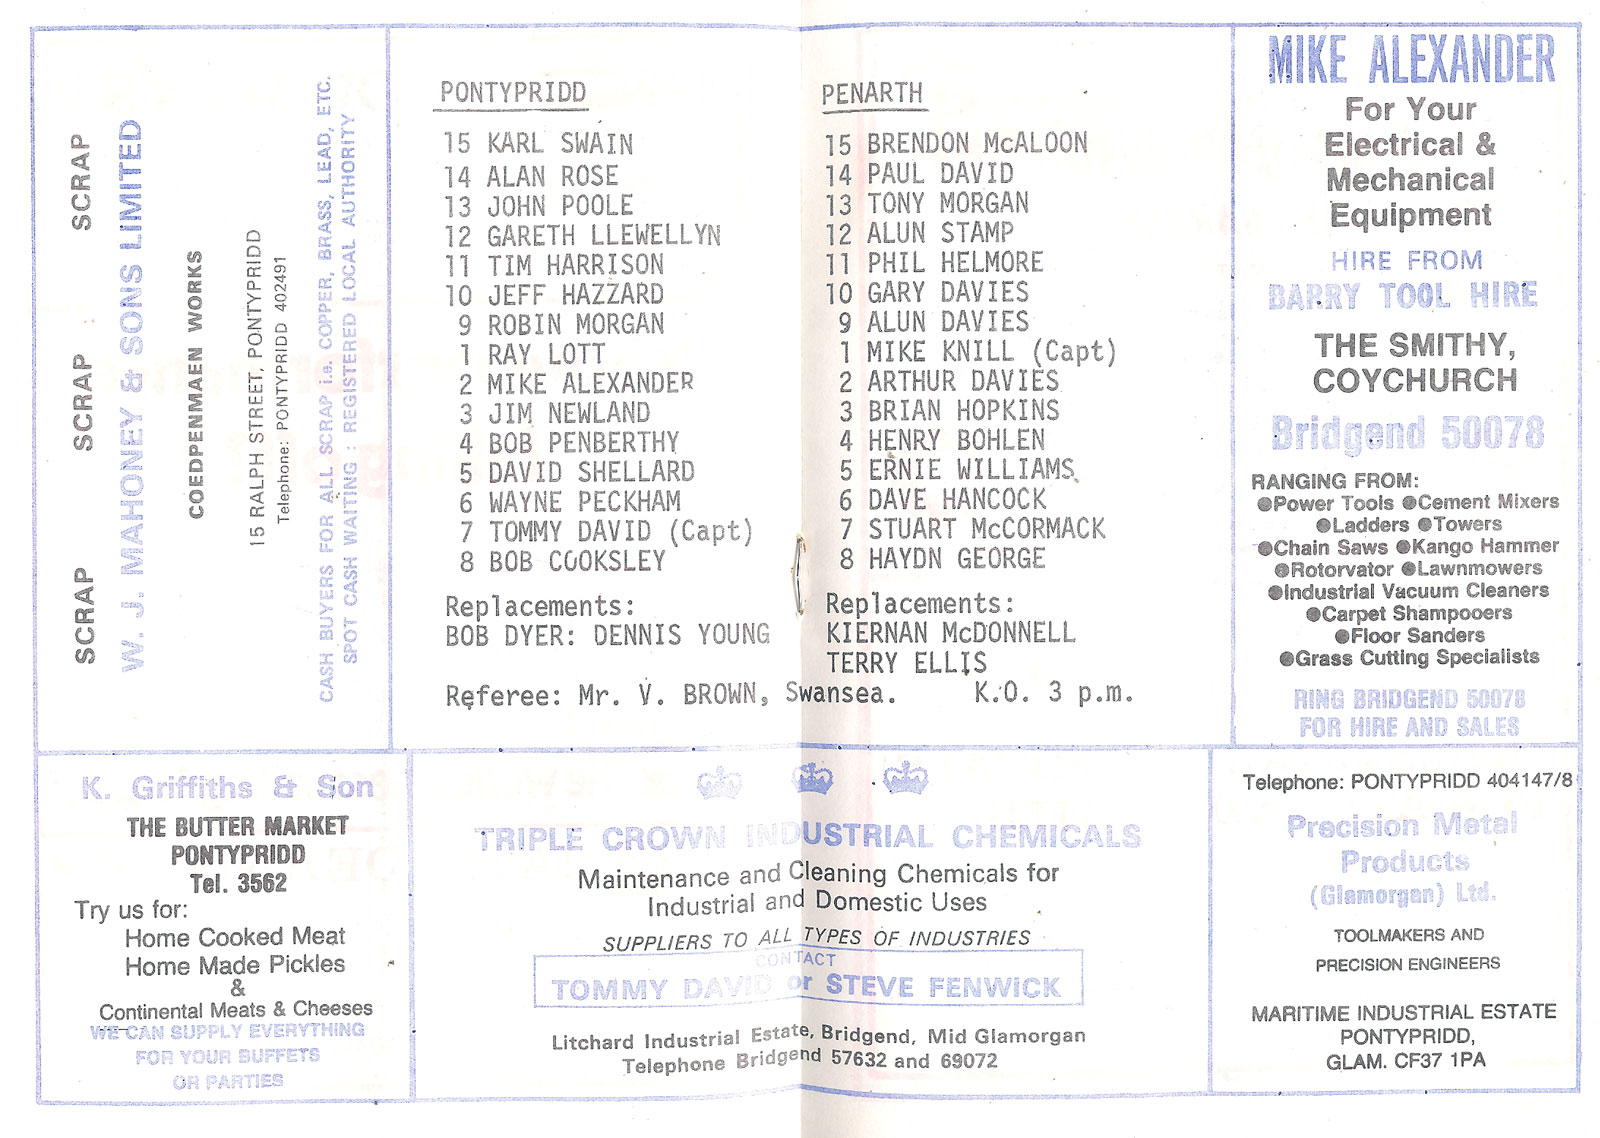 SCRAP SCRAP SCRAP
W. J. MAHONEY & SONS LIMITED
COEDPENMAEN WORKS
15 RALPH STREET, PONTYPRIDD
Telephone: PONTYPRIDD 402491
CASH BUYERS FOR ALL SCRAP i.e. COPPER, BRASS, LEAD, ETC.
SPOT CASH WAITING : REGISTERED LOCAL AUTHORITY
PONTYPRIDD
15 KARL SWAIN
14 ALAN ROSE
13 JOHN POOLE
12 GARETH LLEWELLYN
11 TIM HARRISON
10 JEFF HAZZARD
9 ROBIN MORGAN
1 RAY LOTT
2 MIKE ALEXANDER
3 JIM NEWLAND
4 BOB PENBERTHY
5 DAVID SHELLARD
6 WAYNE PECKHAM
7 TOMMY DAVID (Capt)
8 BOB COOKSLEY
Replacements:
BOB DYER: DENNIS YOUNG
PENARTH
15 BRENDON McALOON
14 PAUL DAVID
13 TONY MORGAN
12 ALUN STAMP
11 PHIL HELMORE
10 GARY DAVIES
9 ALUN DAVIES
1 MIKE KNILL (Capt)
2 ARTHUR DAVIES
3 BRIAN HOPKINS
4 HENRY BOHLEN
5 ERNIE WILLIAMS
6 DAVE HANCOCK
7 STUART McCORMACK
8 HAYDN GEORGE
Replacements:
KIERNAN McDONNELL
TERRY ELLIS
Referee: Mr. V. BROWN, Swansea. K.O. 3 p.m.
MIKE ALEXANDER
For Your
Electrical &
Mechanical
Equipment
HIRE FROM
BARRY TOOL HIRE
THE SMITHY,
COYCHURCH
Bridgend 50078
RANGING FROM:
●Power Tools ●Cement Mixers
●Ladders ●Towers
●Chain Saws ●Kango Hammer
●Rotorvator ●Lawnmowers
●Industrial Vacuum Cleaners
●Carpet Shampooers
●Floor Sanders
●Grass Cutting Specialists
RING BRIDGEND 50078
FOR HIRE AND SALES
K. Griffiths & Son
THE BUTTER MARKET
PONTYPRIDD
Tel. 3562
Try us for:
Home Cooked Meat
Home Made Pickles
&
Continental Meats & Cheeses
WE CAN SUPPLY EVERYTHING
FOR YOUR BUFFETS
OR PARTIES
TRIPLE CROWN INDUSTRIAL CHEMICALS
Maintenance and Cleaning Chemicals for
Industrial and Domestic Uses
SUPPLIERS TO ALL TYPES OF INDUSTRIES
CONTACT
TOMMY DAVID or STEVE FENWICK
Litchard Industrial Estate, Bridgend, Mid Glamorgan
Telephone Bridgend 57632 and 69072
Telephone: PONTYPRIDD 404147/8
Precision Metal
Products
(Glamorgan) Ltd.
TOOLMAKERS AND
PRECISION ENGINEERS
MARITIME INDUSTRIAL ESTATE
PONTYPRIDD,
GLAM. CF37 1PA